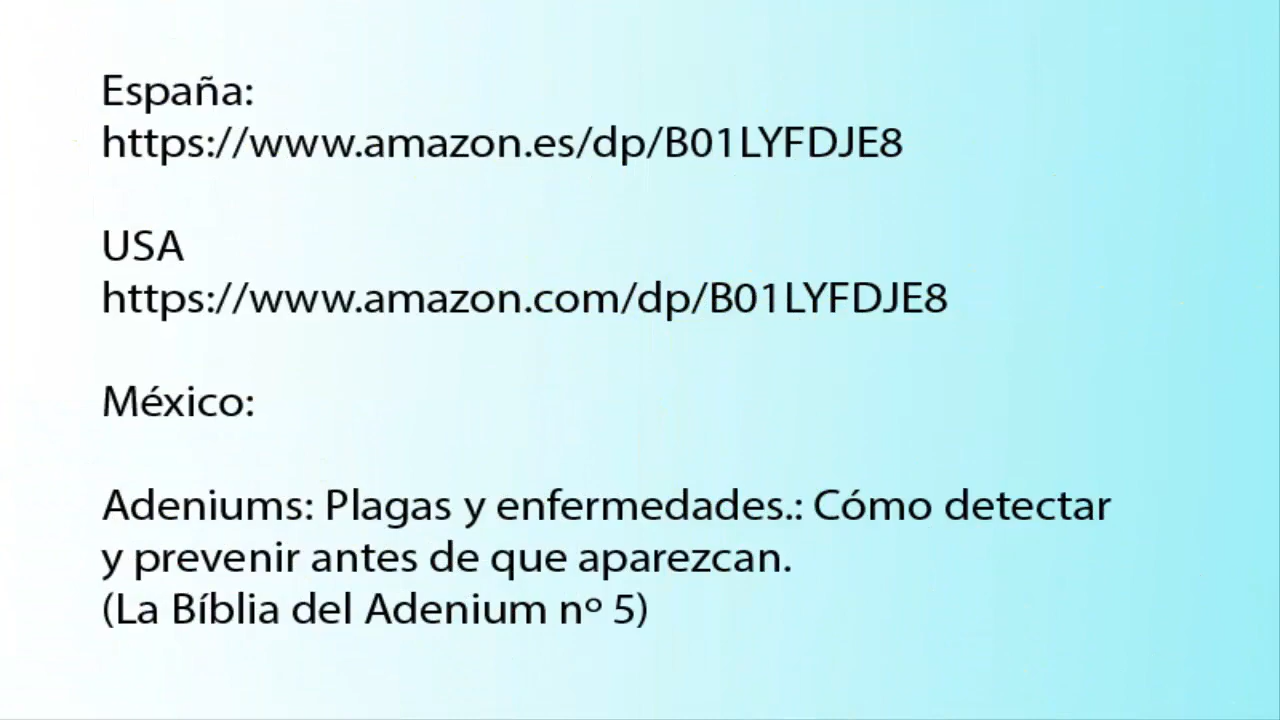 España:
https://www.amazon.es/dp/B01LYFDJE8
USA
https://www.amazon.com/dp/B01LYFDJE8
México:
Adeniums: Plagas y enfermedades.: Cómo detectar
y prevenir antes de que aparezcan.
(La Bíblia del Adenium nº 5)